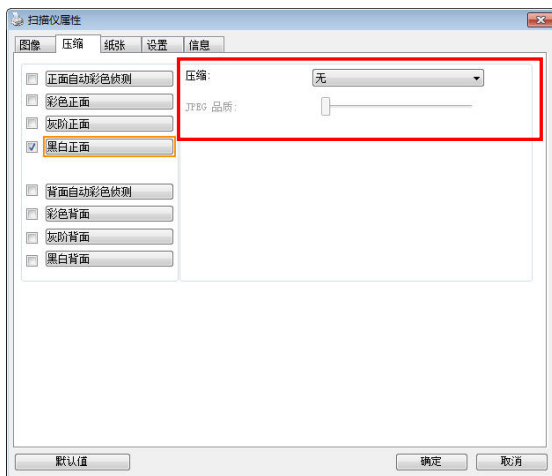 扫描仪属性
图像 压缩 纸张 设置 信息
正面自动彩色侦测
彩色正面
灰阶正面
黑白正面
背面自动彩色侦测
彩色背面
灰阶背面
黑白背面
压缩: 无
JPEG 品质:
默认值 确定 取消